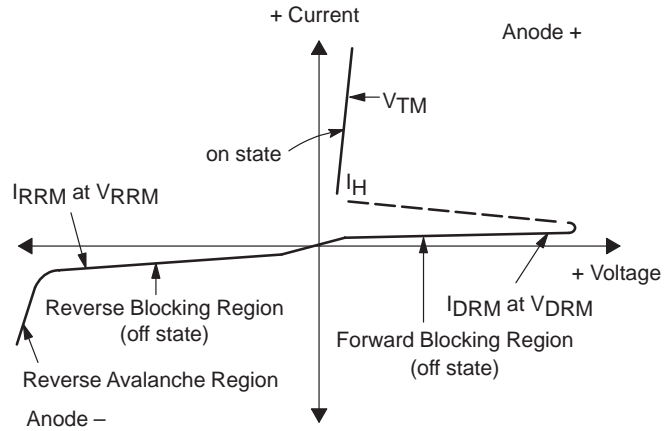 + Current
Anode +
VTM
on state
IH
IRRM at VRRM
+ Voltage
IDRM at VDRM
Reverse Blocking Region
(off state)
Forward Blocking Region
(off state)
Reverse Avalanche Region
Anode –